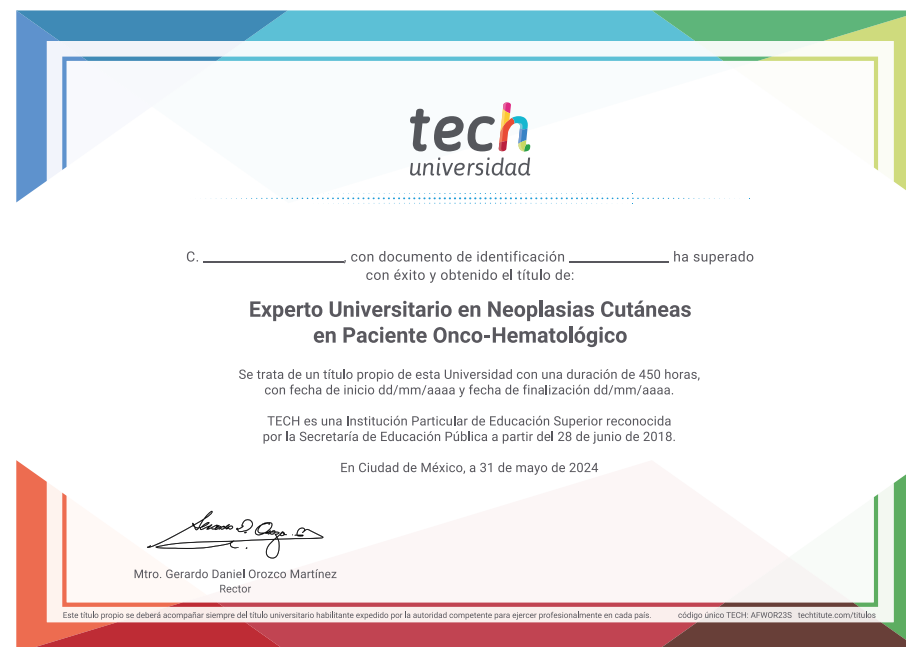 tech
universidad
C. ____________, con documento de identificación ____________ ha superado
con éxito y obtenido el título de:
Experto Universitario en Neoplasias Cutáneas
en Paciente Onco-Hematológico
Se trata de un título propio de esta Universidad con una duración de 450 horas,
con fecha de inicio dd/mm/aaaa y fecha de finalización dd/mm/aaaa.
TECH es una Institución Particular de Educación Superior reconocida
por la Secretaría de Educación Pública a partir del 28 de junio de 2018.
En Ciudad de México, a 31 de mayo de 2024
Mtro. Gerardo Daniel Orozco Martínez
Rector
Este título propio se deberá acompañar siempre del título universitario habilitante expedido por la autoridad competente para ejercer profesionalmente en cada país. código único TECH: AFWOR23S techtitute.com/titulos